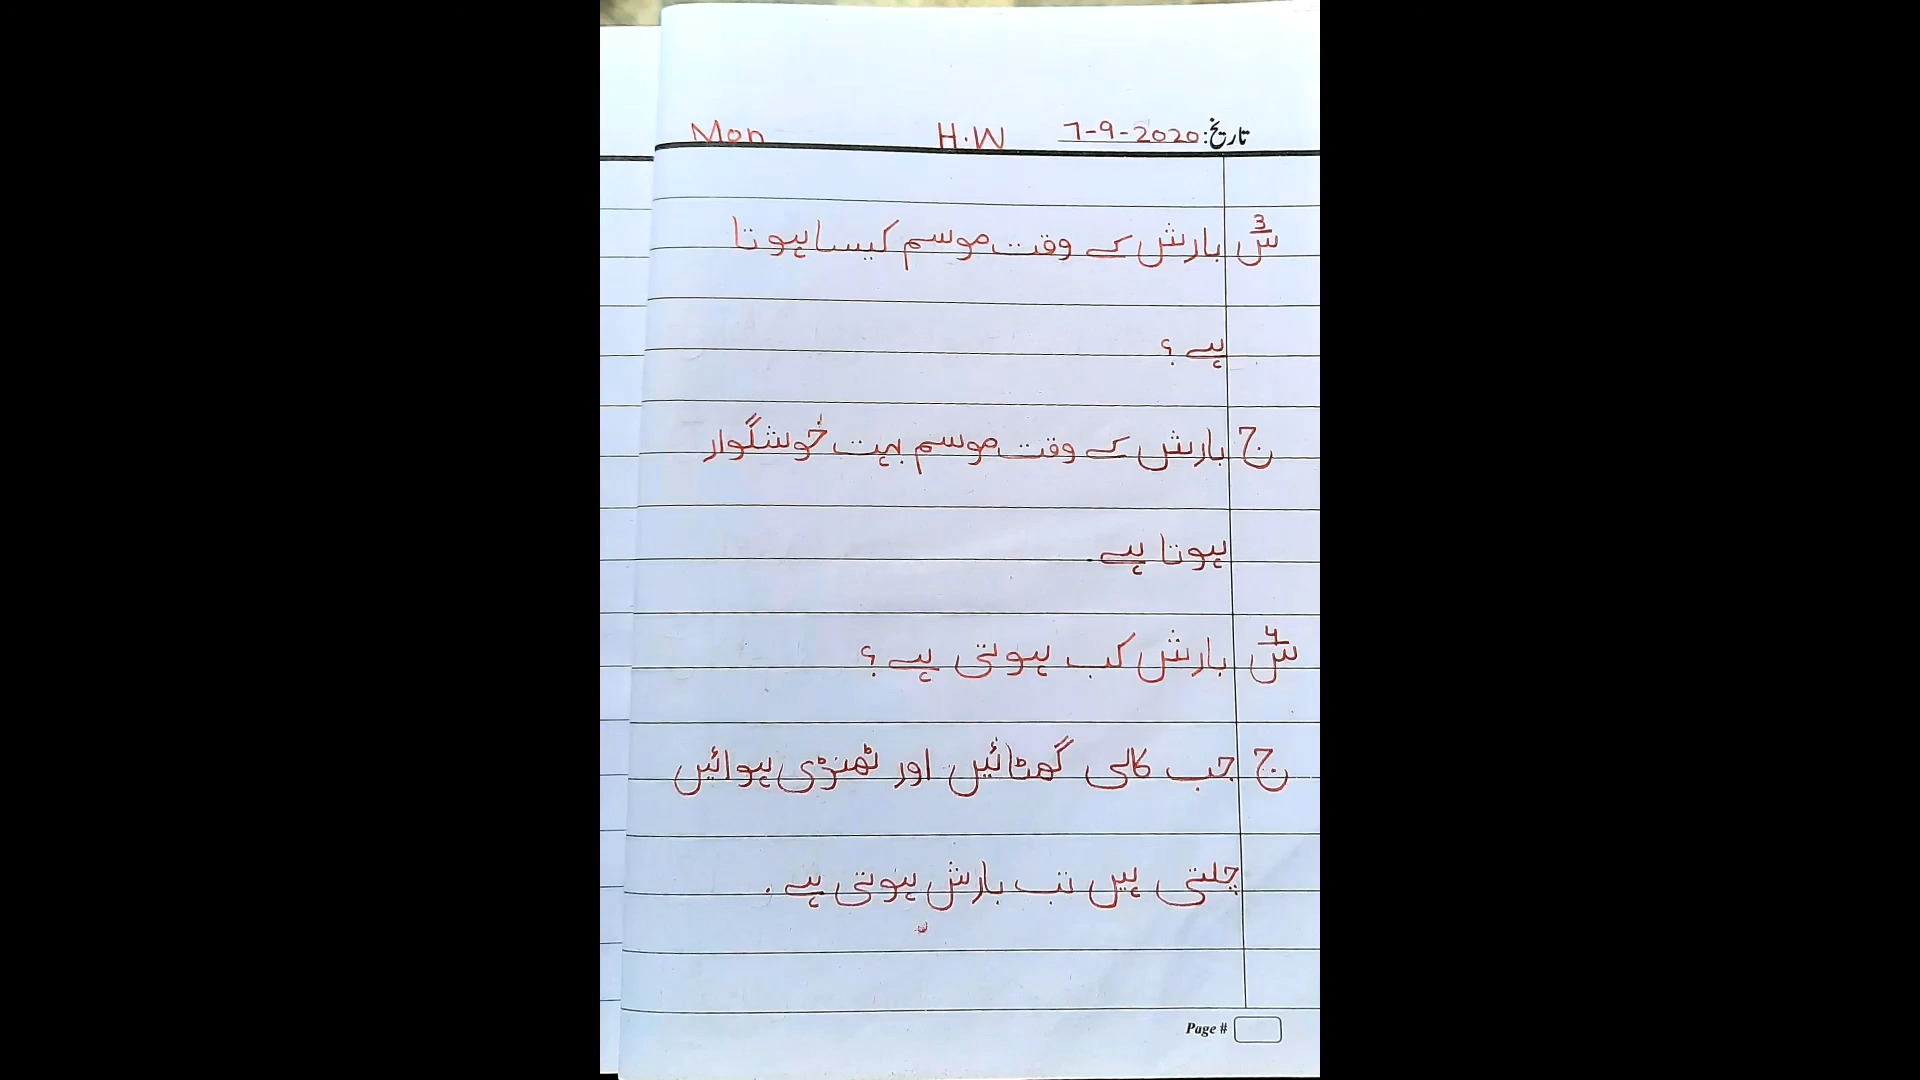 تاریخ: 7-9-2020 H.W Mon
س3 بارش کے وقت موسم کیسا ہوتا
ہے ؟
ج بارش کے وقت موسم بہت خوشگوار
ہوتا ہے.
س4 بارش کب ہوتی ہے ؟
ج جب کالی گھٹائیں اور ٹھنڈی ہوائیں
چلتی ہیں تب بارش ہوتی ہے .
Page #